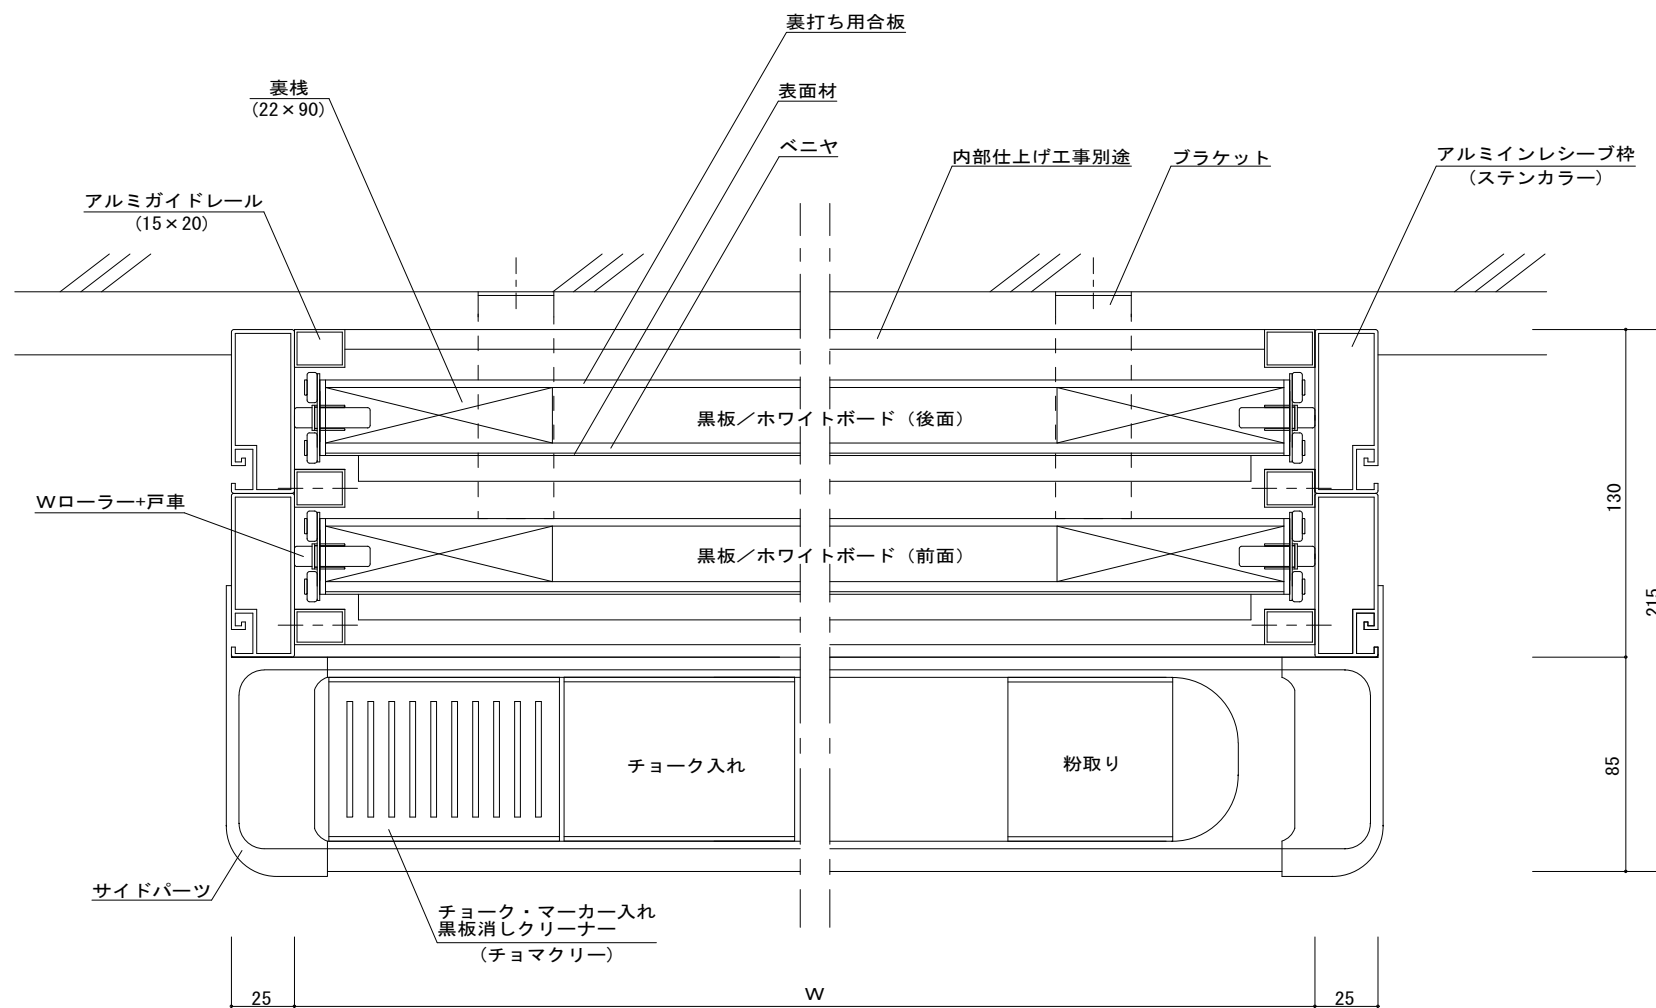 裏打ち用合板
裏桟
(22×90)
表面材
ベニヤ
内部仕上げ工事別途
ブラケット
アルミインレシーブ枠
(ステンカラー)
アルミガイドレール
(15×20)
黒板／ホワイトボード（後面）
Wローラー+戸車
130
黒板／ホワイトボード（前面）
215
チョーク入れ
粉取り
85
サイドパーツ
チョーク・マーカー入れ
黒板消しクリーナー
(チョマクリー)
25
W
25